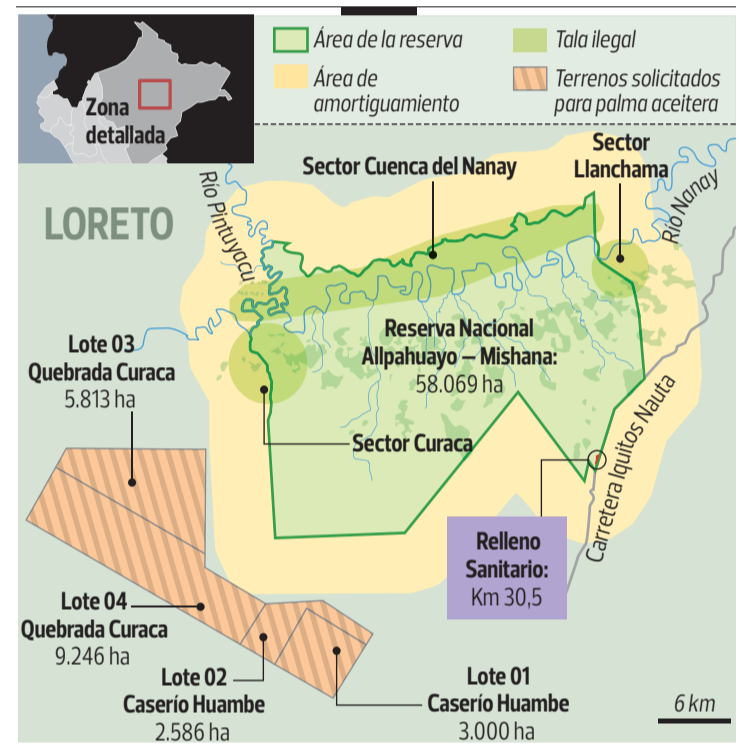 Zona
detallada
Área de la reserva
Tala ilegal
Área de
amortiguamiento
Terrenos solicitados
para palma aceitera
LORETO
Río Pintuyacu
Sector Cuenca del Nanay
Sector
Llanchama
Río Nanay
Reserva Nacional
Allpahuayo – Mishana:
58.069 ha
Lote 03
Quebrada Curaca
5.813 ha
Sector Curaca
Carretera Iquitos Nauta
Relleno
Sanitario:
Km 30,5
Lote 04
Quebrada Curaca
9.246 ha
Lote 02
Caserío Huambe
2.586 ha
Lote 01
Caserío Huambe
3.000 ha
6 km